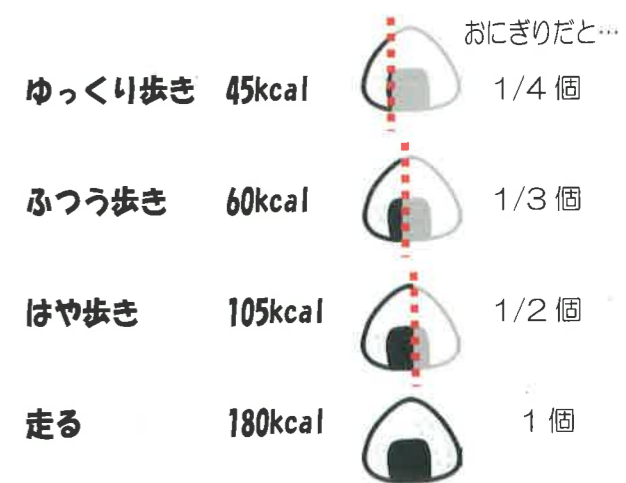 おにぎりだと…
ゆっくり歩き 45kcal 1/4個
ふつう歩き 60kcal 1/3個
はや歩き 105kcal 1/2個
走る 180kcal 1個